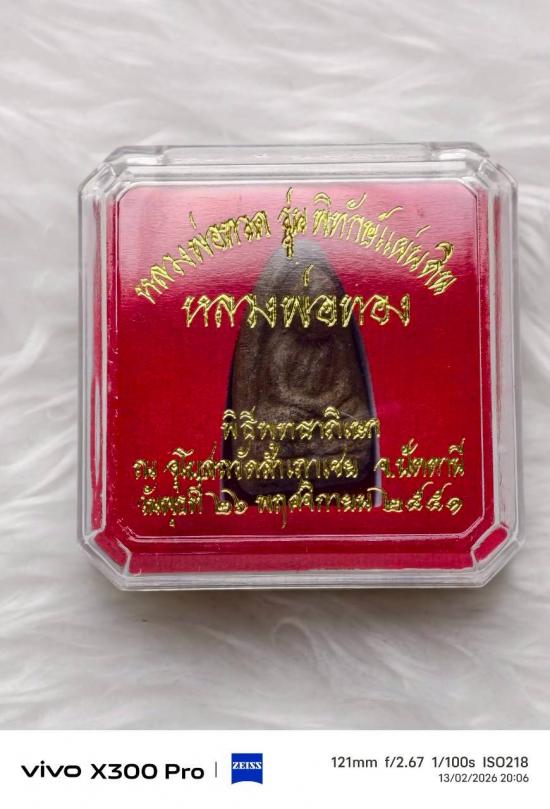 หลวงพ่อทวด รุ่น พิทักษ์แผ่นดิน
หลวงพ่อทอง
พิธีพุทธาภิเษก
ณ อุโบสถวัดสำเภาเชย จ.ปัตตานี
วันพุธที่ ๒๖ พฤศจิกายน ๒๕๕๑
vivo X300 Pro | ZEISS
121mm f/2.67 1/100s ISO218
13/02/2026 20:06